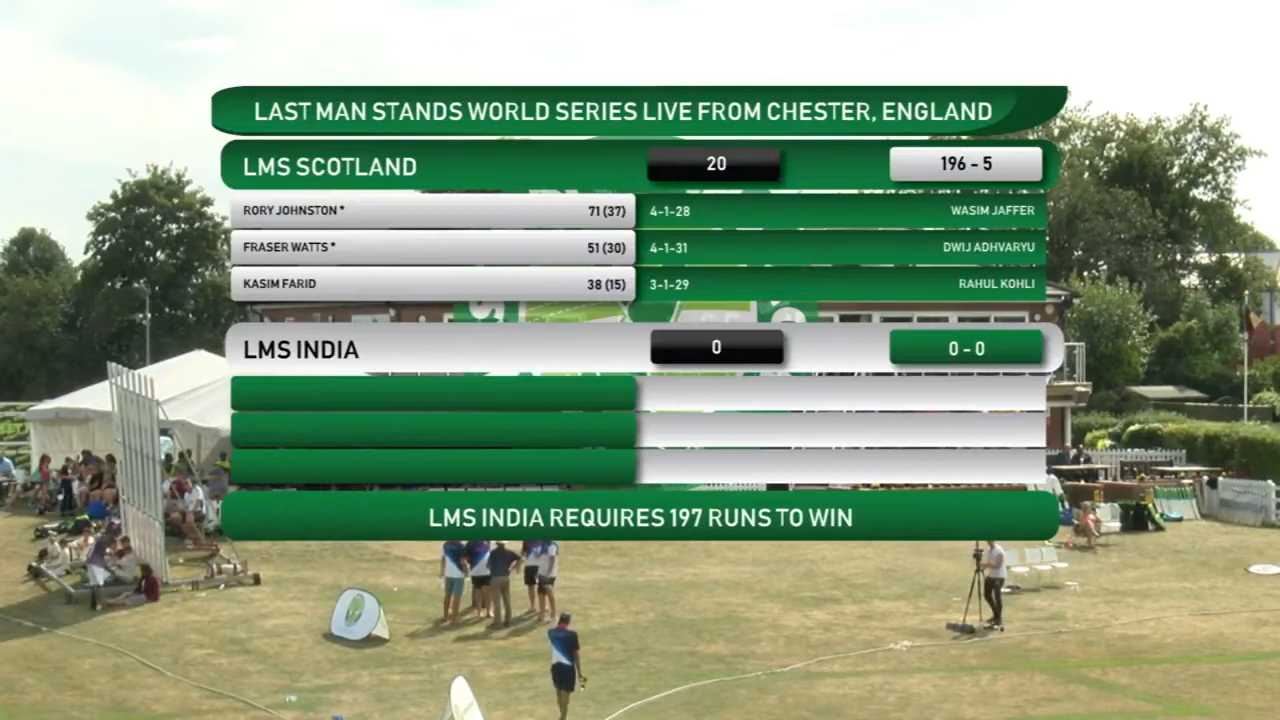 LAST MAN STANDS WORLD SERIES LIVE FROM CHESTER, ENGLAND
LMS SCOTLAND 20 196 - 5
RORY JOHNSTON * 71 (37) 4-1-28 WASIM JAFFER
FRASER WATTS * 51 (30) 4-1-31 DWIJ ADHVARYU
KASIM FARID 38 (15) 3-1-29 RAHUL KOHLI
LMS INDIA 0 0 - 0
LMS INDIA REQUIRES 197 RUNS TO WIN